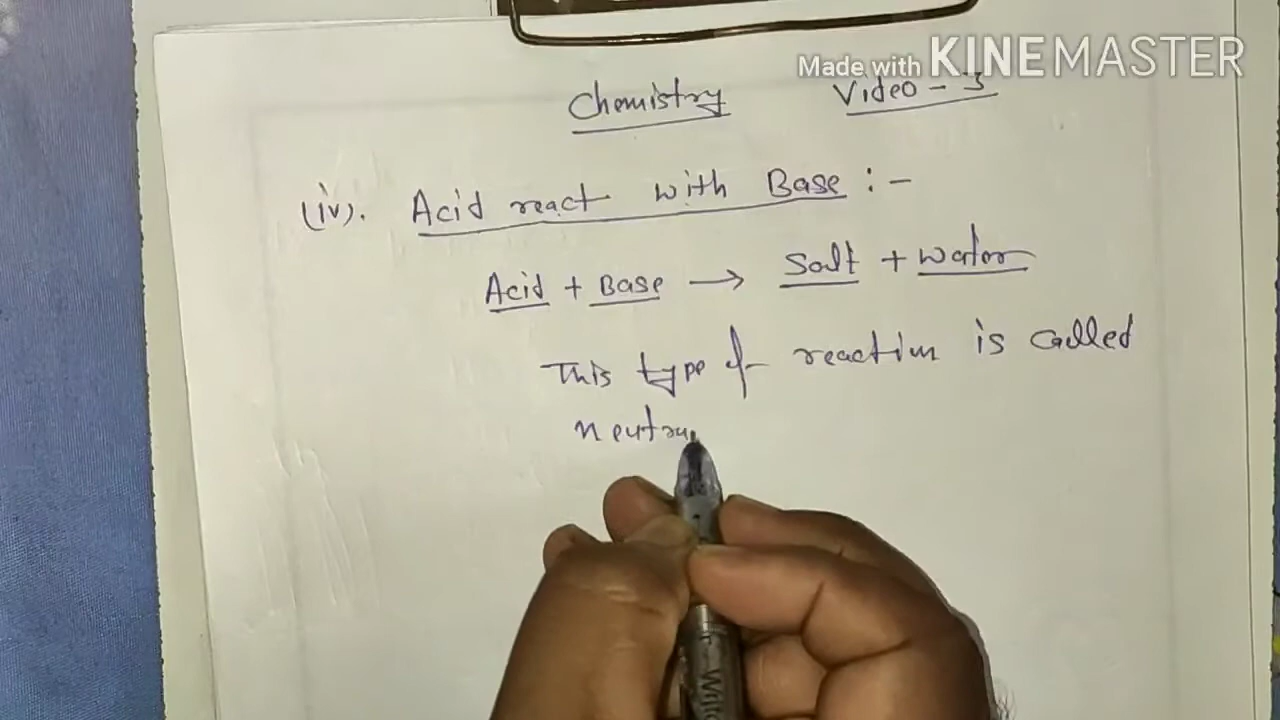 Made with KINEMASTER
Chemistry Video - 3
(iv). Acid react with Base :-
Acid + Base → Salt + Water
This type of reaction is called
neutra